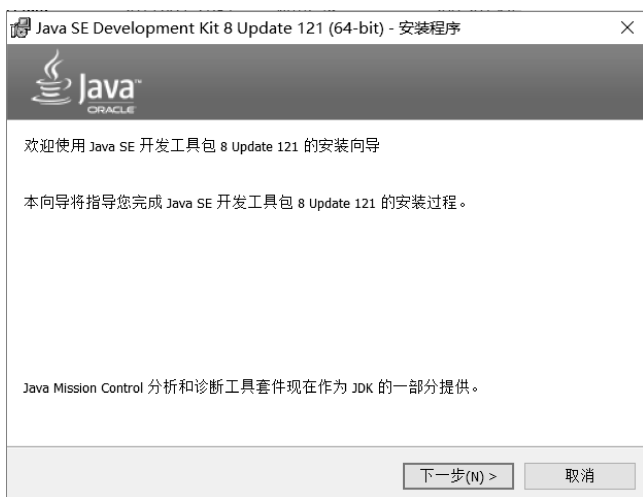 Java SE Development Kit 8 Update 121 (64-bit) - 安装程序
Java™
ORACLE
欢迎使用 Java SE 开发工具包 8 Update 121 的安装向导
本向导将指导您完成 Java SE 开发工具包 8 Update 121 的安装过程。
Java Mission Control 分析和诊断工具套件现在作为 JDK 的一部分提供。
下一步(N) > 取消